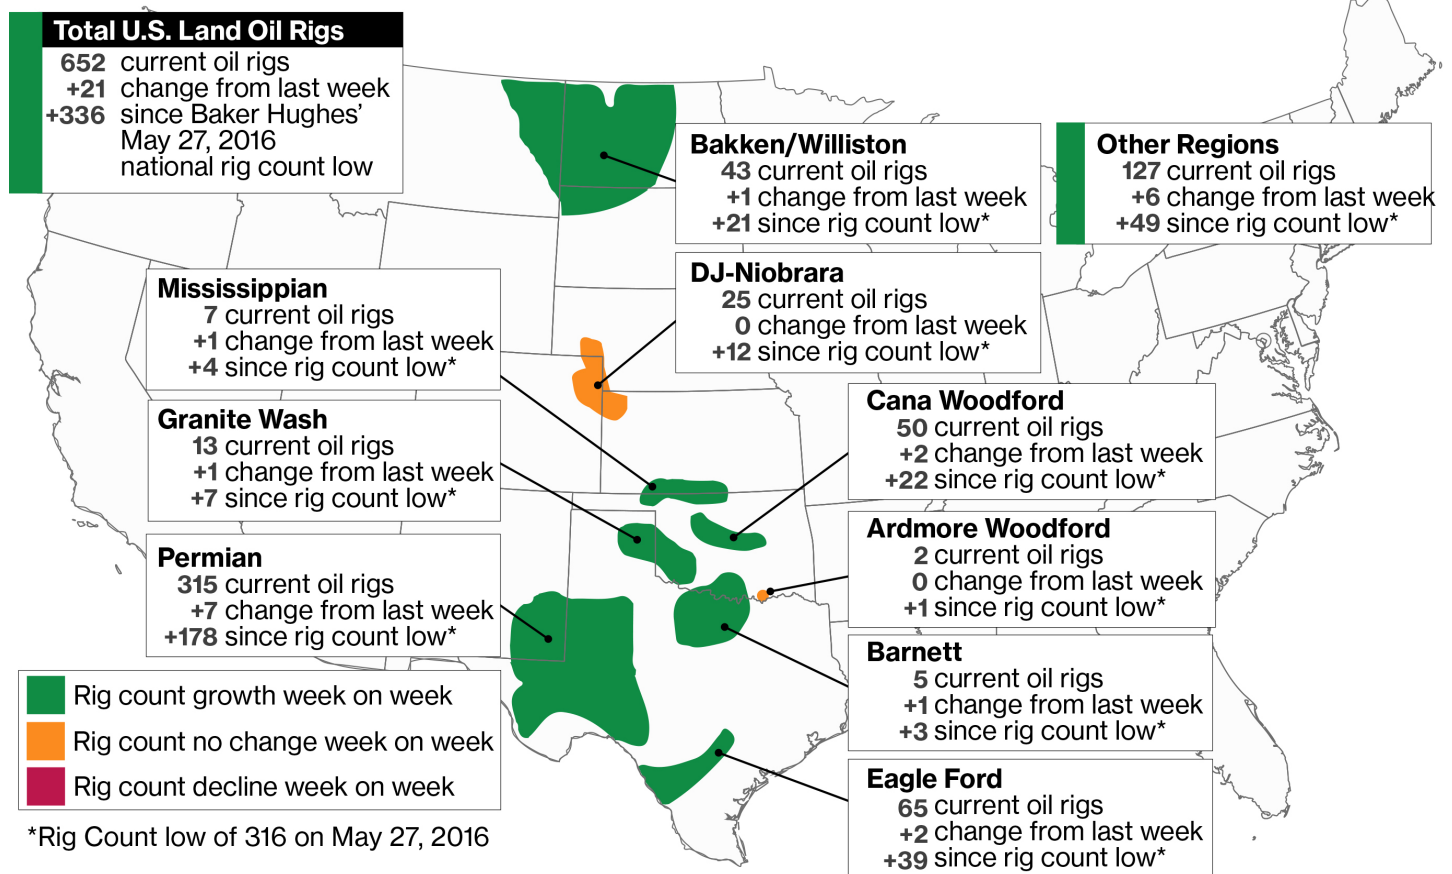 Total U.S. Land Oil Rigs
652 current oil rigs
+21 change from last week
+336 since Baker Hughes’
May 27, 2016
national rig count low
Bakken/Williston
43 current oil rigs
+1 change from last week
+21 since rig count low*
Other Regions
127 current oil rigs
+6 change from last week
+49 since rig count low*
DJ-Niobrara
25 current oil rigs
0 change from last week
+12 since rig count low*
Mississippian
7 current oil rigs
+1 change from last week
+4 since rig count low*
Granite Wash
13 current oil rigs
+1 change from last week
+7 since rig count low*
Cana Woodford
50 current oil rigs
+2 change from last week
+22 since rig count low*
Ardmore Woodford
2 current oil rigs
0 change from last week
+1 since rig count low*
Permian
315 current oil rigs
+7 change from last week
+178 since rig count low*
Barnett
5 current oil rigs
+1 change from last week
+3 since rig count low*
Eagle Ford
65 current oil rigs
+2 change from last week
+39 since rig count low*
Rig count growth week on week
Rig count no change week on week
Rig count decline week on week
*Rig Count low of 316 on May 27, 2016